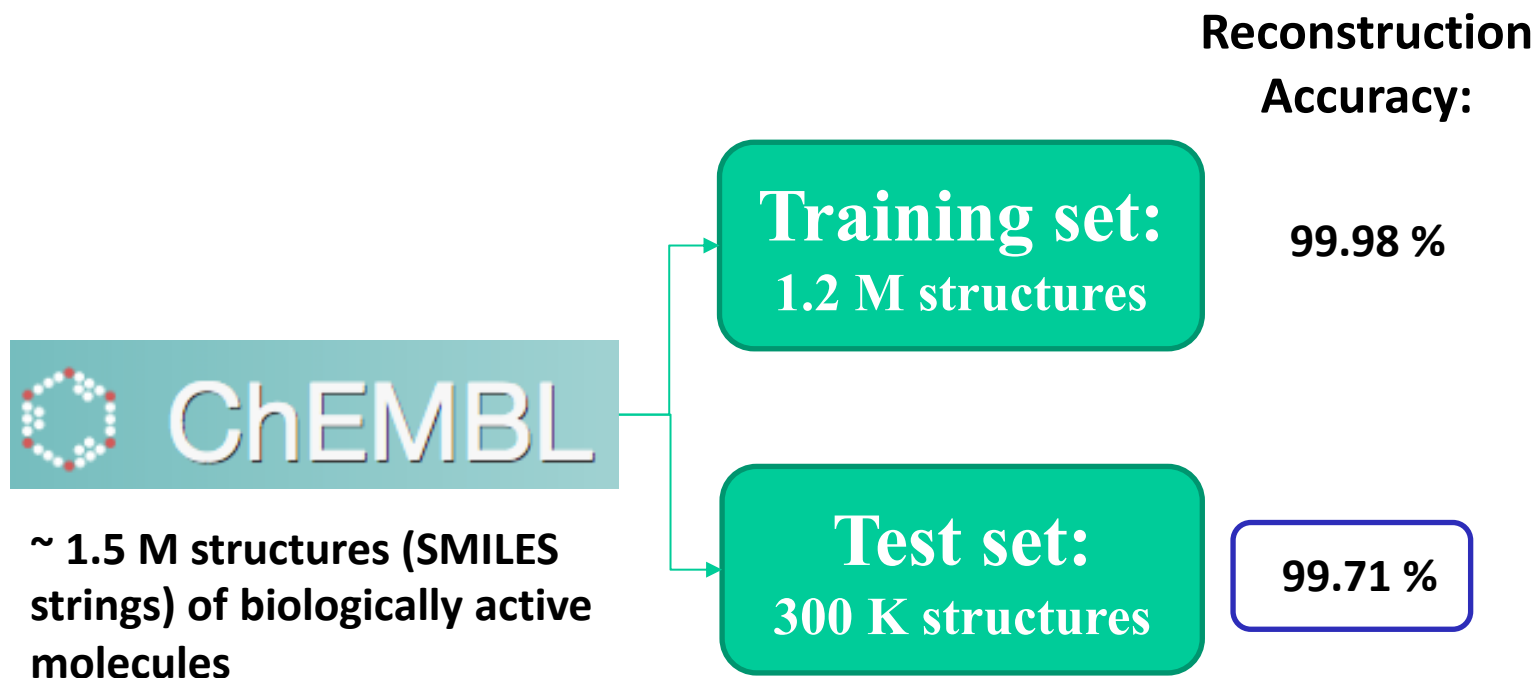 Reconstruction
Accuracy:
Training set:
1.2 M structures
99.98 %
ChEMBL
~ 1.5 M structures (SMILES
strings) of biologically active
molecules
Test set:
300 K structures
99.71 %